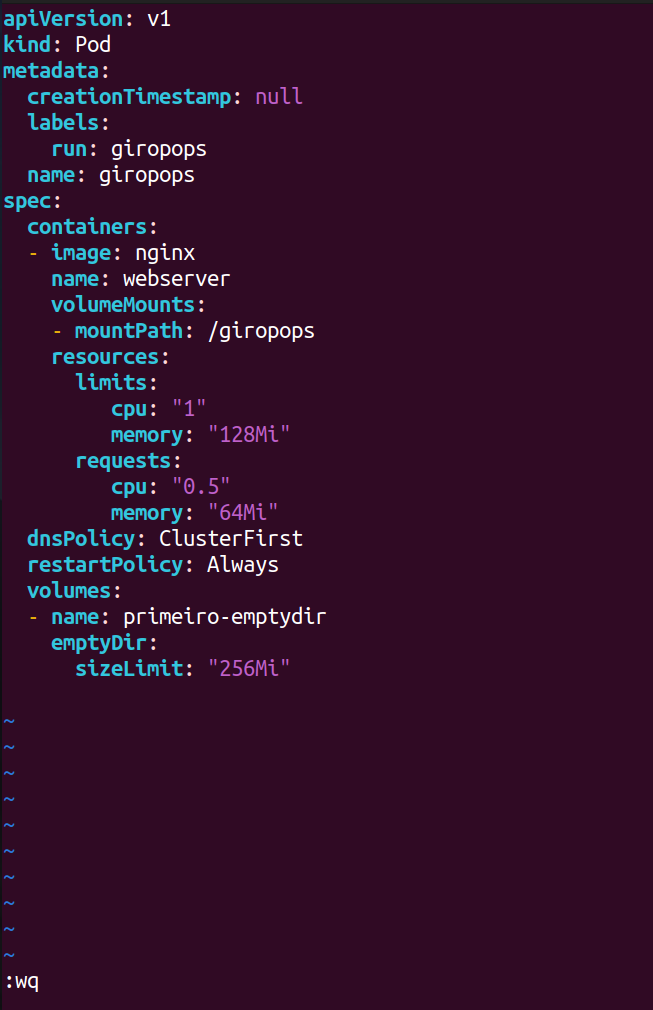 apiVersion: v1
kind: Pod
metadata:
  creationTimestamp: null
  labels:
    run: giropops
  name: giropops
spec:
  containers:
  - image: nginx
    name: webserver
    volumeMounts:
    - mountPath: /giropops
    resources:
      limits:
         cpu: "1"
         memory: "128Mi"
      requests:
         cpu: "0.5"
         memory: "64Mi"
  dnsPolicy: ClusterFirst
  restartPolicy: Always
  volumes:
  - name: primeiro-emptydir
    emptyDir:
      sizeLimit: "256Mi"
~
~
~
~
~
~
~
~
~
~
:wq